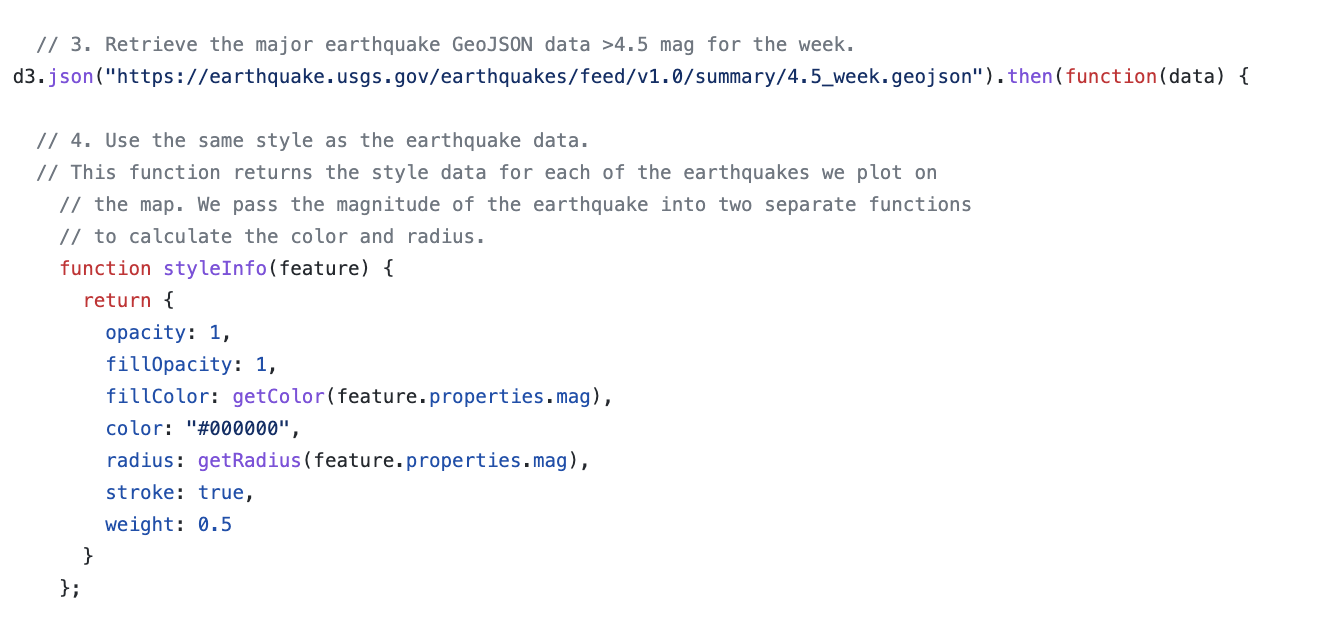 // 3. Retrieve the major earthquake GeoJSON data >4.5 mag for the week.
d3.json("https://earthquake.usgs.gov/earthquakes/feed/v1.0/summary/4.5_week.geojson").then(function(data) {
// 4. Use the same style as the earthquake data.
// This function returns the style data for each of the earthquakes we plot on
// the map. We pass the magnitude of the earthquake into two separate functions
// to calculate the color and radius.
function styleInfo(feature) {
return {
opacity: 1,
fillOpacity: 1,
fillColor: getColor(feature.properties.mag),
color: "#000000",
radius: getRadius(feature.properties.mag),
stroke: true,
weight: 0.5
}
};